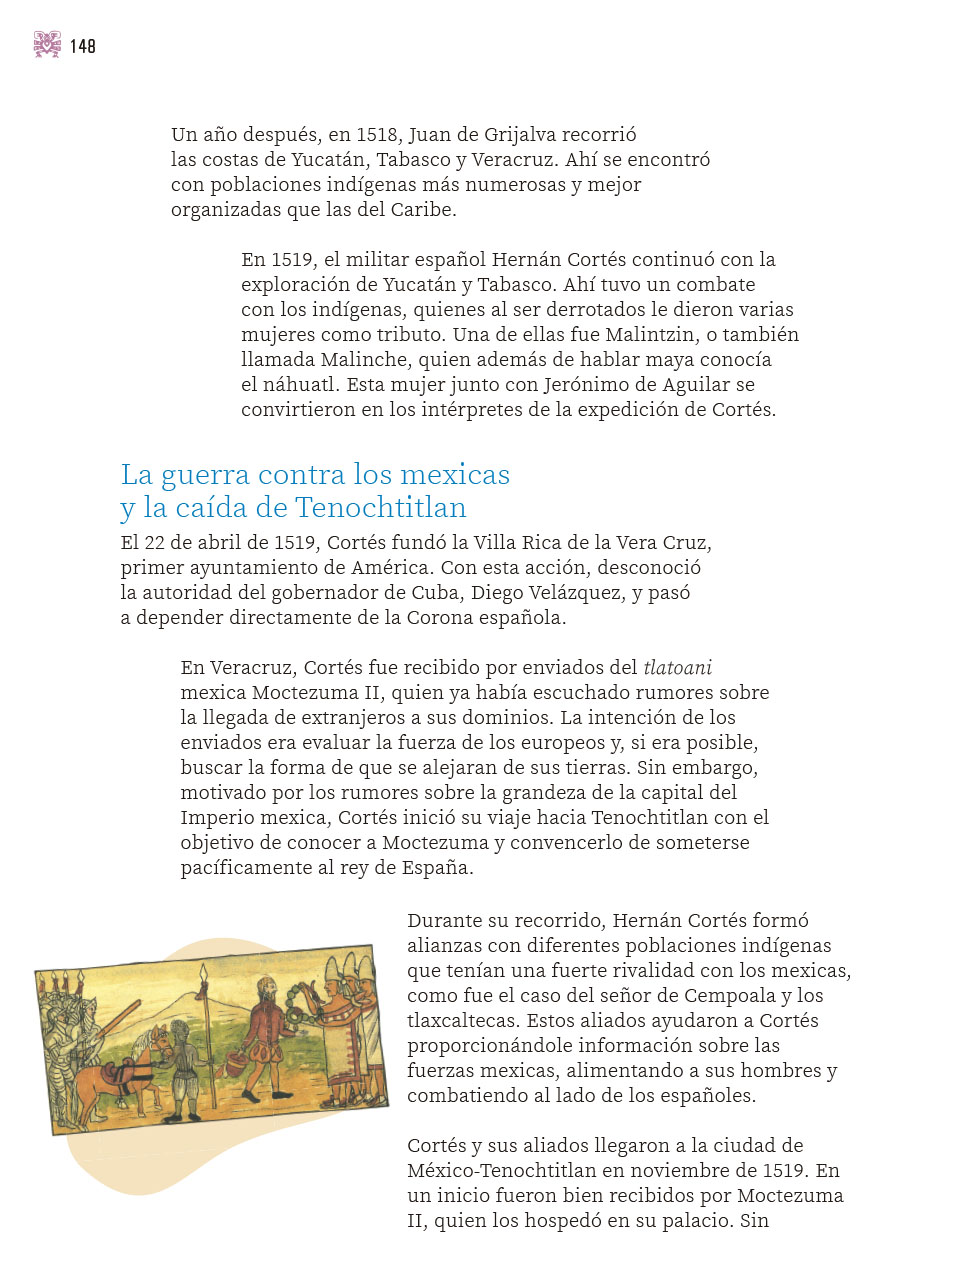 148
Un año después, en 1518, Juan de Grijalva recorrió
las costas de Yucatán, Tabasco y Veracruz. Ahí se encontró
con poblaciones indígenas más numerosas y mejor
organizadas que las del Caribe.
En 1519, el militar español Hernán Cortés continuó con la
exploración de Yucatán y Tabasco. Ahí tuvo un combate
con los indígenas, quienes al ser derrotados le dieron varias
mujeres como tributo. Una de ellas fue Malintzin, o también
llamada Malinche, quien además de hablar maya conocía
el náhuatl. Esta mujer junto con Jerónimo de Aguilar se
convirtieron en los intérpretes de la expedición de Cortés.
La guerra contra los mexicas
y la caída de Tenochtitlan
El 22 de abril de 1519, Cortés fundó la Villa Rica de la Vera Cruz,
primer ayuntamiento de América. Con esta acción, desconoció
la autoridad del gobernador de Cuba, Diego Velázquez, y pasó
a depender directamente de la Corona española.
En Veracruz, Cortés fue recibido por enviados del tlatoani
mexica Moctezuma II, quien ya había escuchado rumores sobre
la llegada de extranjeros a sus dominios. La intención de los
enviados era evaluar la fuerza de los europeos y, si era posible,
buscar la forma de que se alejaran de sus tierras. Sin embargo,
motivado por los rumores sobre la grandeza de la capital del
Imperio mexica, Cortés inició su viaje hacia Tenochtitlan con el
objetivo de conocer a Moctezuma y convencerlo de someterse
pacíficamente al rey de España.
Durante su recorrido, Hernán Cortés formó
alianzas con diferentes poblaciones indígenas
que tenían una fuerte rivalidad con los mexicas,
como fue el caso del señor de Cempoala y los
tlaxcaltecas. Estos aliados ayudaron a Cortés
proporcionándole información sobre las
fuerzas mexicas, alimentando a sus hombres y
combatiendo al lado de los españoles.
Cortés y sus aliados llegaron a la ciudad de
México-Tenochtitlan en noviembre de 1519. En
un inicio fueron bien recibidos por Moctezuma
II, quien los hospedó en su palacio. Sin